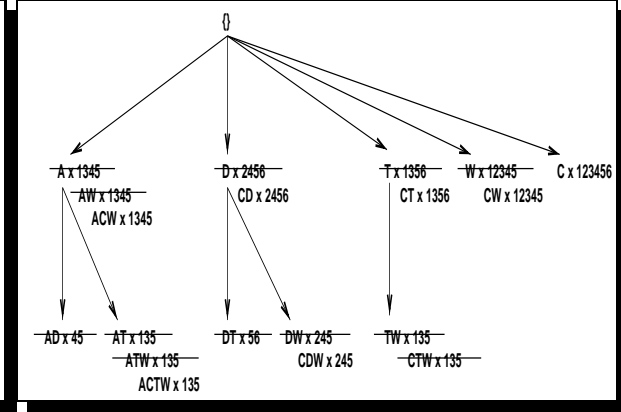 {}
A x 1345 D x 2456 T x 1356 W x 12345 C x 123456
AW x 1345 CD x 2456 CT x 1356 CW x 12345
ACW x 1345
AD x 45 AT x 135 DT x 56 DW x 245 TW x 135
ATW x 135 CDW x 245 CTW x 135
ACTW x 135